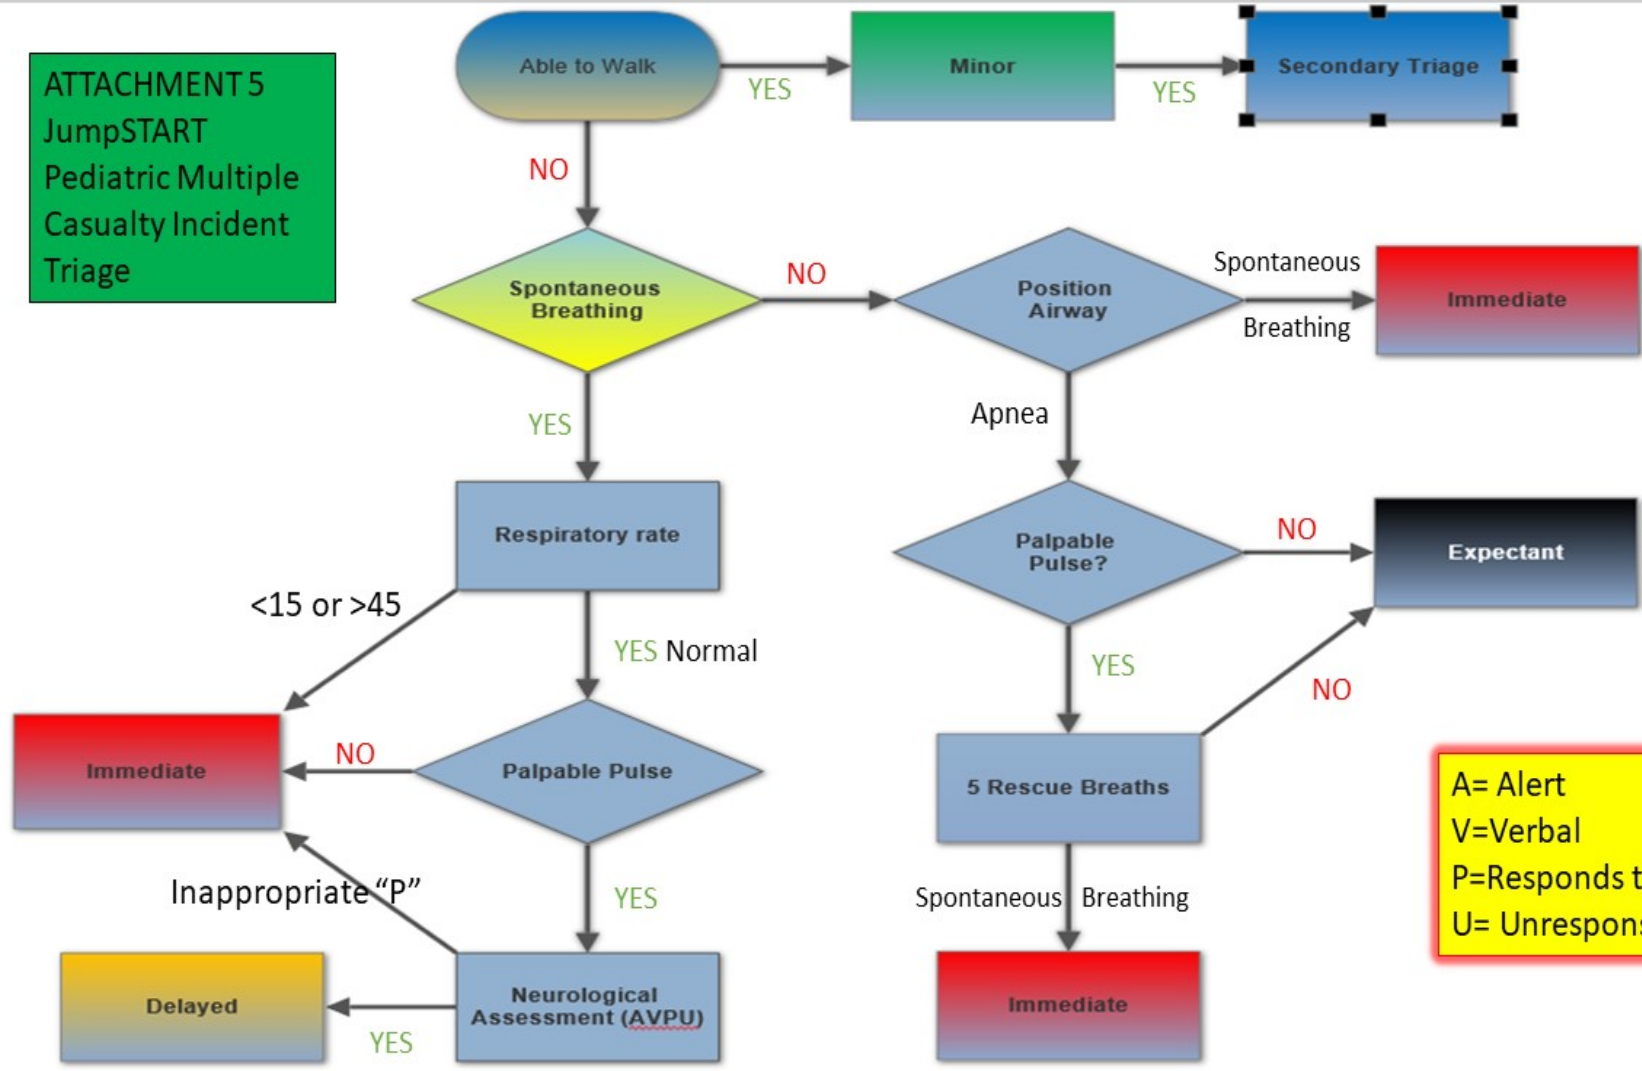 ATTACHMENT 5
JumpSTART
Pediatric Multiple
Casualty Incident
Triage
Able to Walk
YES
Minor
YES
Secondary Triage
NO
Spontaneous
Breathing
NO
Position
Airway
Spontaneous
Breathing
Immediate
YES
Apnea
Respiratory rate
Palpable
Pulse?
NO
Expectant
<15 or >45
YES Normal
YES
NO
Immediate
NO
Palpable Pulse
5 Rescue Breaths
Inappropriate “P”
YES
Spontaneous Breathing
Delayed
YES
Neurological
Assessment (AVPU)
Immediate
A= Alert
V=Verbal
P=Responds
U=